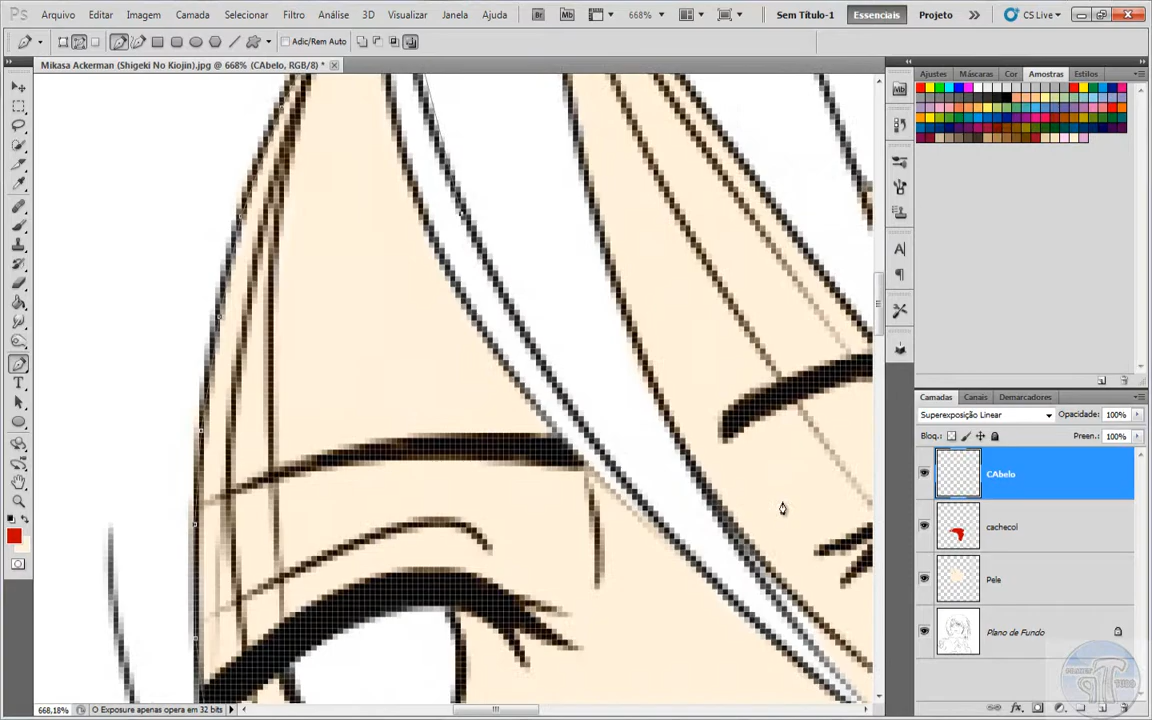 Ps Arquivo Editar Imagem Camada Selecionar Filtro Análise 3D Visualizar Janela Ajuda Br Mb 668% Sem Título-1 Essenciais Projeto CS Live
Adic/Rem Auto
Mikasa Ackerman (Shigeki No Kiojin).jpg @ 668% (CAbelo, RGB/8) *
Ajustes Máscaras Cor Amostras Estilos
Camadas Canais Demarcadores
Superexposição Linear Opacidade: 100%
Bloq.: Preen.: 100%
CAbelo
cachecol
Pele
Plano de Fundo
668,18% O Exposure apenas opera em 32 bits